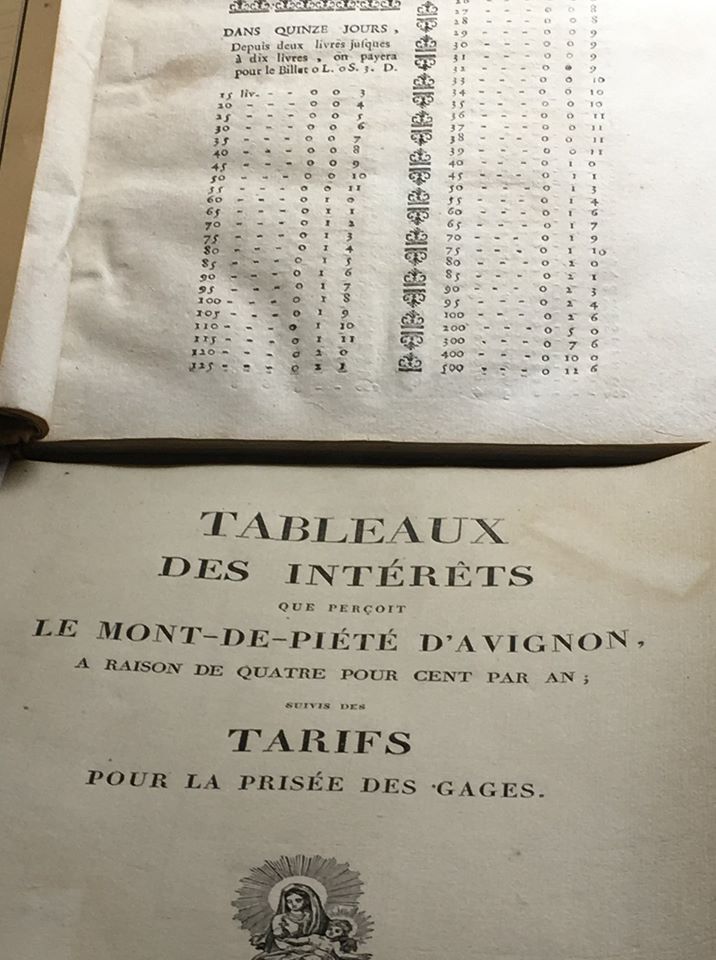 DANS QUINZE JOURS,
Depuis deux livres juſques
à dix livres, on payera
pour le Billet 0 L. 0 S. 3. D.
15 liv. - - 0 0 3
20 - - - 0 0 4
25 - - - 0 0 5
30 - - - 0 0 6
35 - - - 0 0 7
40 - - - 0 0 8
45 - - - 0 0 9
50 - - - 0 0 10
55 - - - 0 0 11
60 - - - 0 1 0
65 - - - 0 1 1
70 - - - 0 1 2
75 - - - 0 1 3
80 - - - 0 1 4
85 - - - 0 1 5
90 - - - 0 1 6
95 - - - 0 1 7
100 - - - 0 1 8
105 - - - 0 1 9
110 - - - 0 1 10
115 - - - 0 1 11
120 - - - 0 2 0
125 - - - 0 2 1
27 - - - 0 0 8
28 - - - 0 0 8
29 - - - 0 0 9
30 - - - 0 0 9
31 - - - 0 0 9
32 - - - 0 0 9
33 - - - 0 0 10
34 - - - 0 0 10
35 - - - 0 0 10
36 - - - 0 0 11
37 - - - 0 0 11
38 - - - 0 0 11
39 - - - 0 0 11
40 - - - 0 1 0
45 - - - 0 1 1
50 - - - 0 1 3
55 - - - 0 1 4
60 - - - 0 1 6
65 - - - 0 1 7
70 - - - 0 1 9
75 - - - 0 1 10
80 - - - 0 2 0
85 - - - 0 2 1
90 - - - 0 2 3
95 - - - 0 2 4
100 - - - 0 2 6
200 - - - 0 5 0
300 - - - 0 7 6
400 - - - 0 10 0
500 - - - 0 12 6
TABLEAUX
DES INTÉRÊTS
QUE PERÇOIT
LE MONT-DE-PIÉTÉ D'AVIGNON,
A RAISON DE QUATRE POUR CENT PAR AN;
SUIVIS DES
TARIFS
POUR LA PRISÉE DES GAGES.